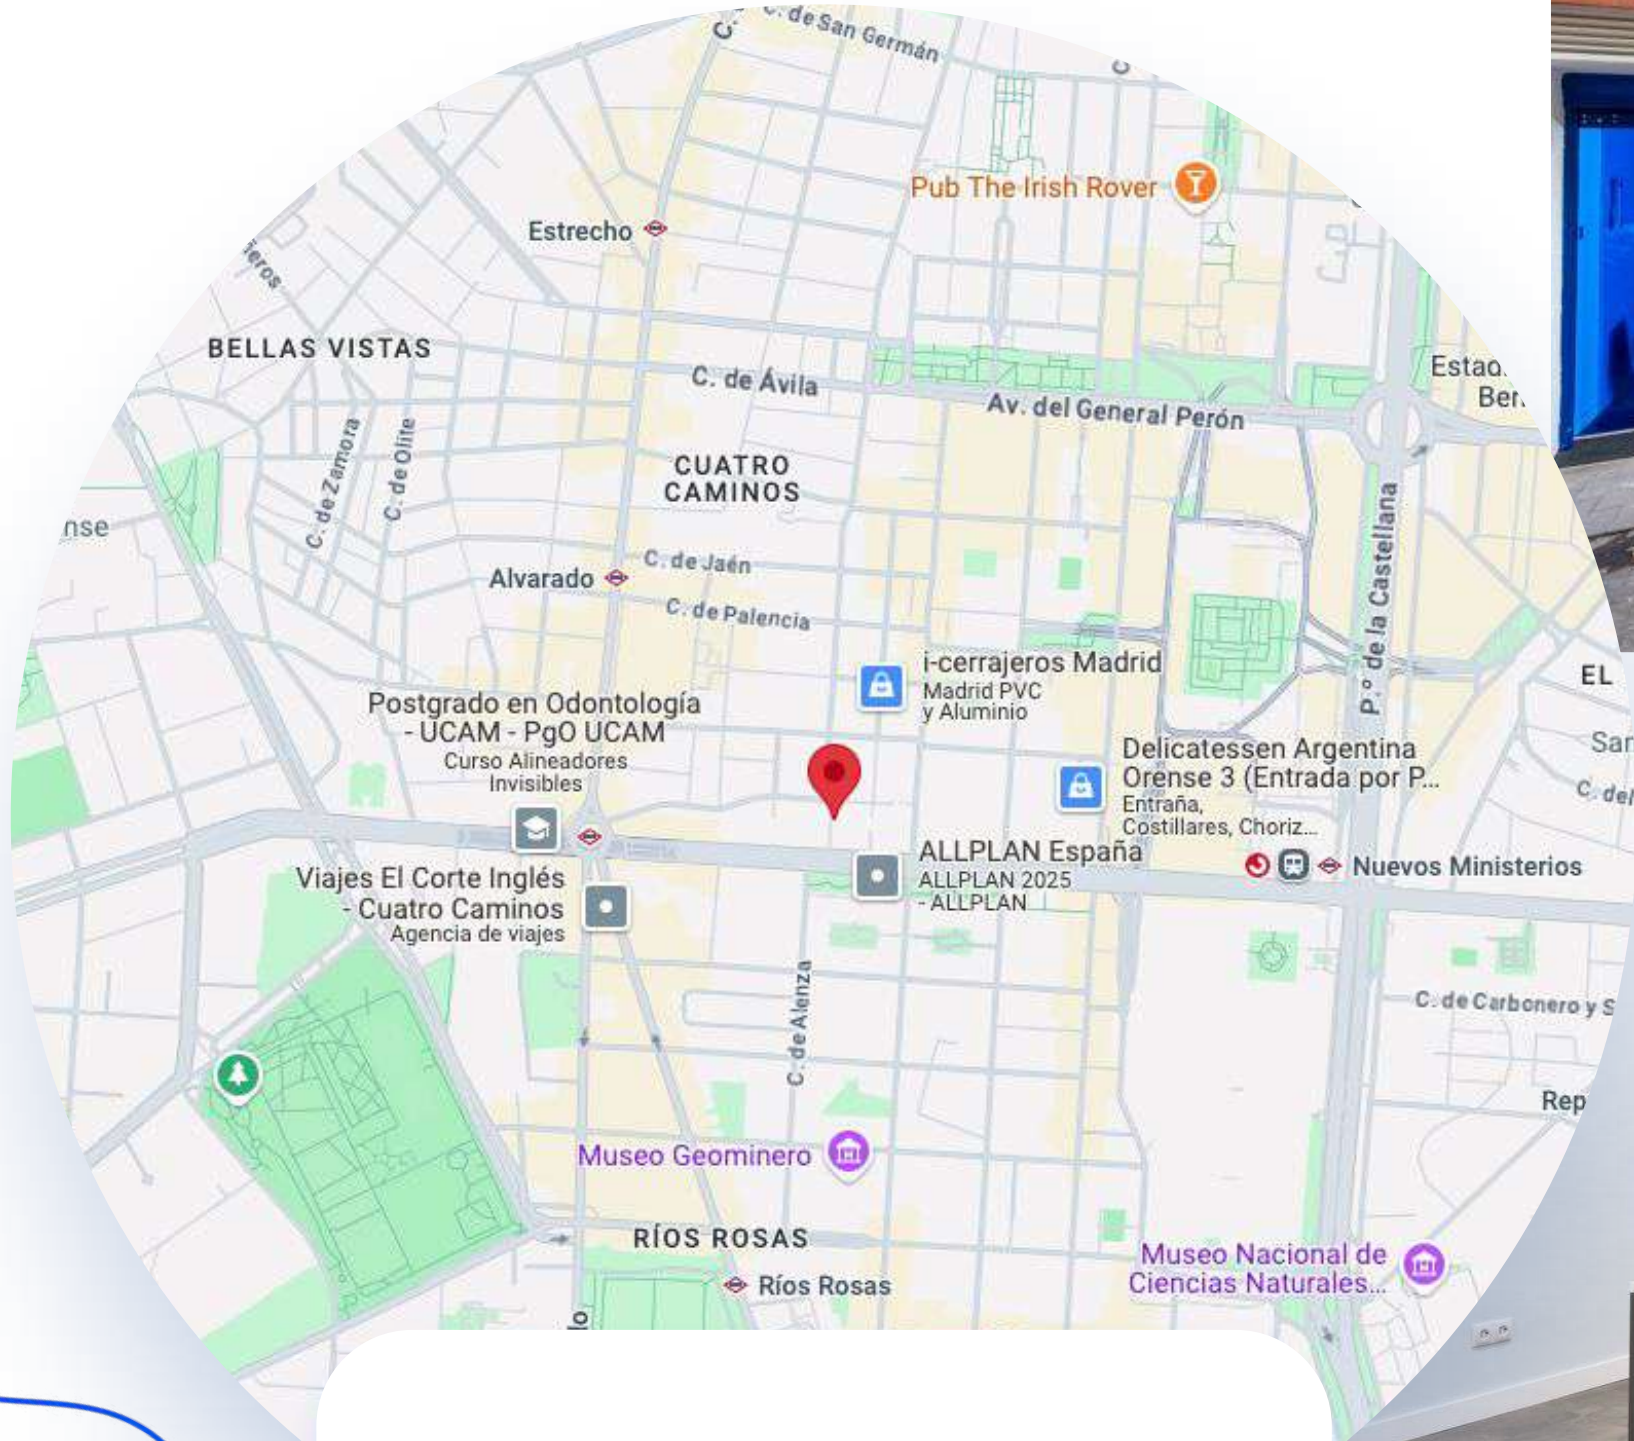 C. de San Germán
Pub The Irish Rover
Estrecho
BELLAS VISTAS
C. de Ávila
Av. del General Perón
C. de Zamora
C. de Olite
CUATRO
CAMINOS
nse
P.º de la Castellana
C. de Jaén
Alvarado
C. de Palencia
i-cerrajeros Madrid
Madrid PVC
y Aluminio
EL
Postgrado en Odontología
- UCAM - PgO UCAM
Curso Alineadores
Invisibles
Delicatessen Argentina
Orense 3 (Entrada por P...
Entraña,
Costillares, Choriz...
ALLPLAN España
ALLPLAN 2025
- ALLPLAN
Nuevos Ministerios
Viajes El Corte Inglés
- Cuatro Caminos
Agencia de viajes
C. de Alenza
C. de Carbonero y S
Rep
Museo Geominero
RÍOS ROSAS
Museo Nacional de
Ciencias Naturales...
Ríos Rosas
lo